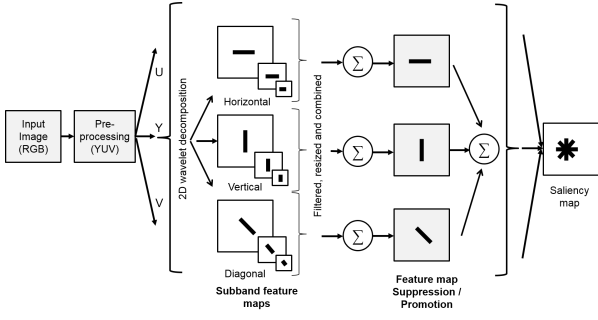 Input
Image
(RGB)
Pre-
processing
(YUV)
U
Y
V
2D wavelet decomposition
Horizontal
Vertical
Diagonal
Subband feature
maps
Filtered, resized and combined
Σ
Σ
Σ
Feature map
Suppression /
Promotion
Σ
Saliency
map